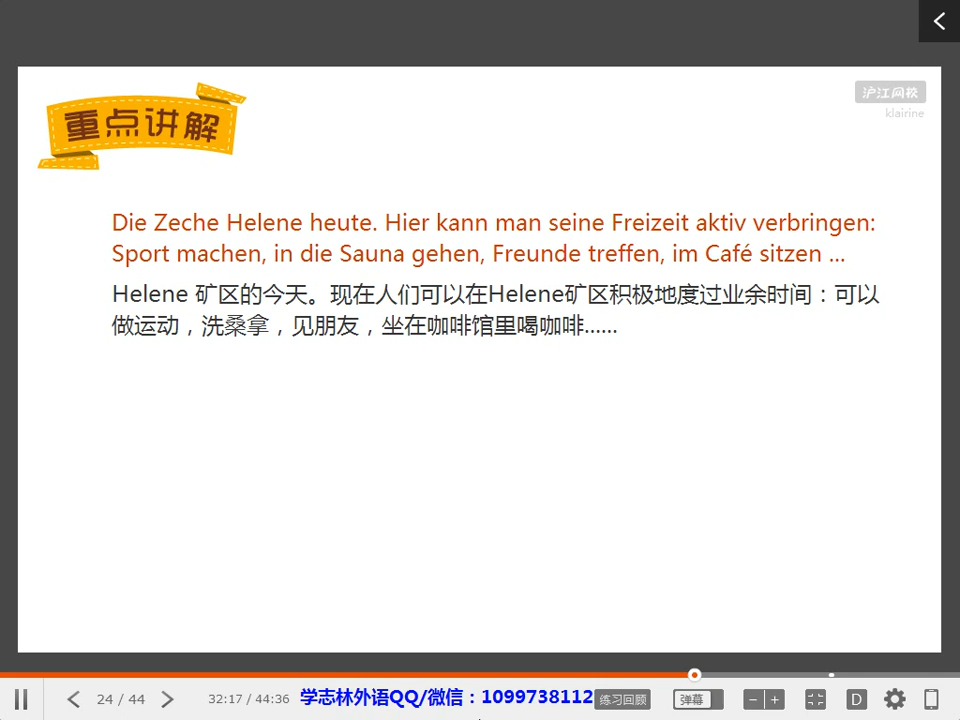 重点讲解
沪江网校
klairine
Die Zeche Helene heute. Hier kann man seine Freizeit aktiv verbringen:
Sport machen, in die Sauna gehen, Freunde treffen, im Café sitzen ...
Helene 矿区的今天。现在人们可以在Helene矿区积极地度过业余时间：可以
做运动，洗桑拿，见朋友，坐在咖啡馆里喝咖啡......
24 / 44
32:17 / 44:36
学志林外语QQ/微信：1099738112
练习回顾
弹幕
D